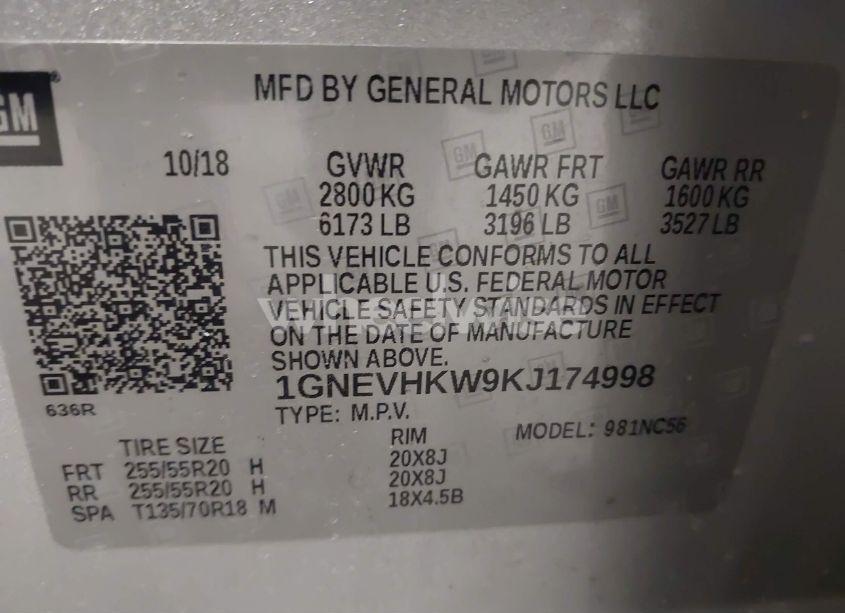 GM
MFD BY GENERAL MOTORS LLC
10/18 GVWR GAWR FRT GAWR RR
2800 KG 1450 KG 1600 KG
6173 LB 3196 LB 3527 LB
THIS VEHICLE CONFORMS TO ALL
APPLICABLE U.S. FEDERAL MOTOR
VEHICLE SAFETY STANDARDS IN EFFECT
ON THE DATE OF MANUFACTURE
SHOWN ABOVE.
1GNEVHKW9KJ174998
636R
TYPE: M.P.V.
TIRE SIZE RIM MODEL: 981NC56
FRT 255/55R20 H 20X8J
RR 255/55R20 H 20X8J
SPA T135/70R18 M 18X4.5B